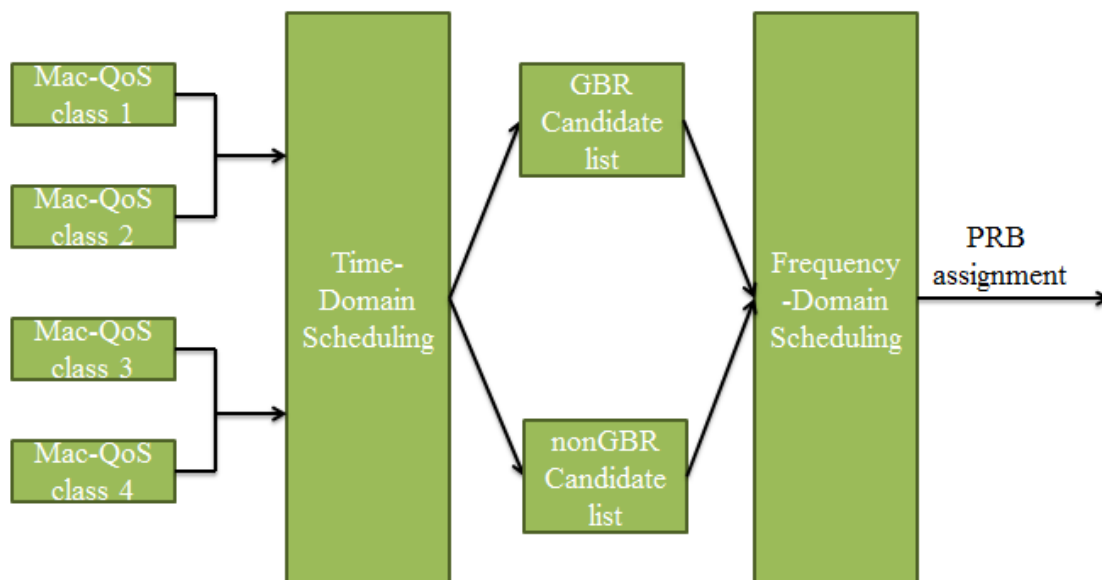 Mac-QoS
class 1
Mac-QoS
class 2
Mac-QoS
class 3
Mac-QoS
class 4
Time-
Domain
Scheduling
GBR
Candidate
list
nonGBR
Candidate
list
Frequency
-Domain
Scheduling
PRB
assignment